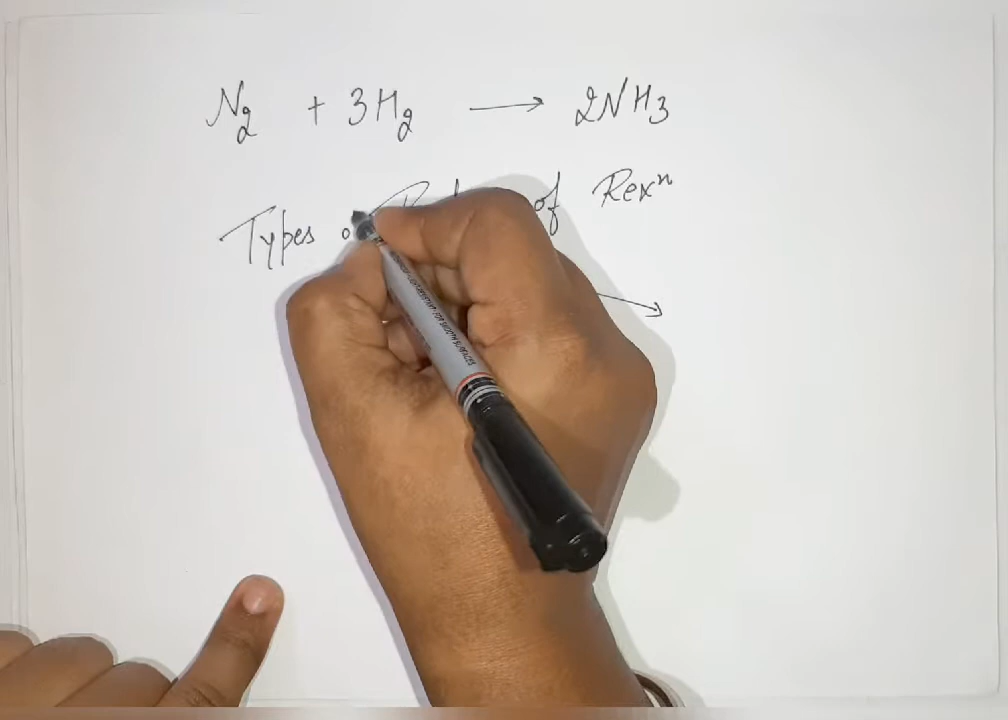 N2 + 3H2 → 2NH3
Types of Rexⁿ